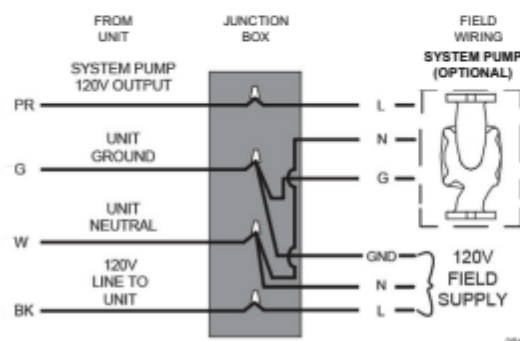 FROM
UNIT
JUNCTION
BOX
FIELD
WIRING
SYSTEM PUMP
120V OUTPUT
SYSTEM PUMP
(OPTIONAL)
PR
L
UNIT
GROUND
N
G
G
UNIT
NEUTRAL
W
GND
120V
LINE TO
UNIT
120V
FIELD
SUPPLY
N
BK
L